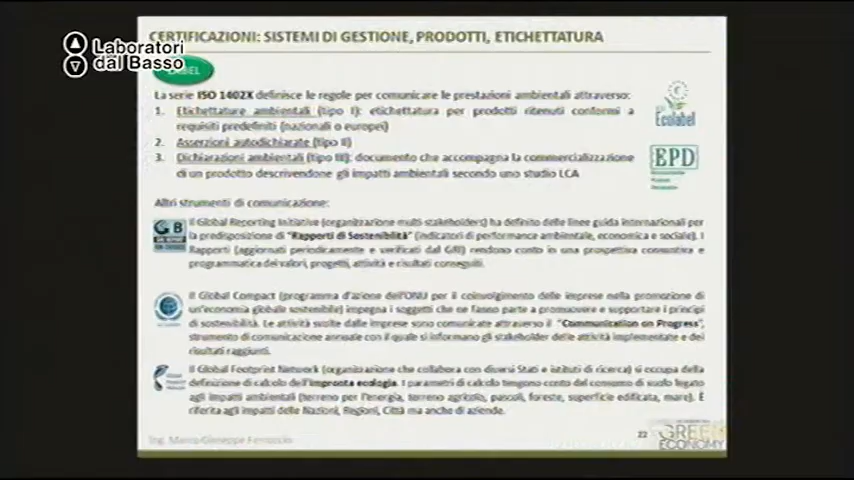 CERTIFICAZIONI: SISTEMI DI GESTIONE, PRODOTTI, ETICHETTATURA
Laboratori
dal Basso
LABEL
La serie ISO 1402X definisce le regole per comunicare le prestazioni ambientali attraverso:
1. Etichettature ambientali (tipo I): etichettatura per prodotti ritenuti conformi a
requisiti predefiniti (nazionali o europei)
2. Asserzioni autodichiarate (tipo II)
3. Dichiarazioni ambientali (tipo III): documento che accompagna la commercializzazione
di un prodotto descrivendone gli impatti ambientali secondo uno studio LCA
Ecolabel
EPD
Altri strumenti di comunicazione:
Il Global Reporting Initiative (organizzazione multi-stakeholders) ha definito delle linee guida internazionali per
la predisposizione di "Rapporti di Sostenibilità" (indicatori di performance ambientale, economica e sociale). I
Rapporti (aggiornati periodicamente e verificati dal GRI) rendono conto in una prospettiva consuntiva e
programmatica dei valori, progetti, attività e risultati conseguiti.
Il Global Compact (programma d'azione dell'ONU per il coinvolgimento delle imprese nella promozione di
un'economia globale sostenibile) impegna i soggetti che ne fanno parte a promuovere e supportare i principi
di sostenibilità. Le attività svolte dalle imprese sono comunicate attraverso il "Communication on Progress",
strumento di comunicazione annuale con il quale si informano gli stakeholder delle attività implementate e dei
risultati raggiunti.
Il Global Footprint Network (organizzazione che collabora con diversi Stati e istituti di ricerca) si occupa della
definizione di calcolo dell'impronta ecologia. I parametri di calcolo tengono conto del consumo di suolo legato
agli impatti ambientali (terreno per l'energia, terreno agricolo, pascoli, foreste, superficie edificata, mare). È
riferita agli impatti delle Nazioni, Regioni, Città ma anche di aziende.
Ing. Marco Giuseppe
22
GREEN
ECONOMY